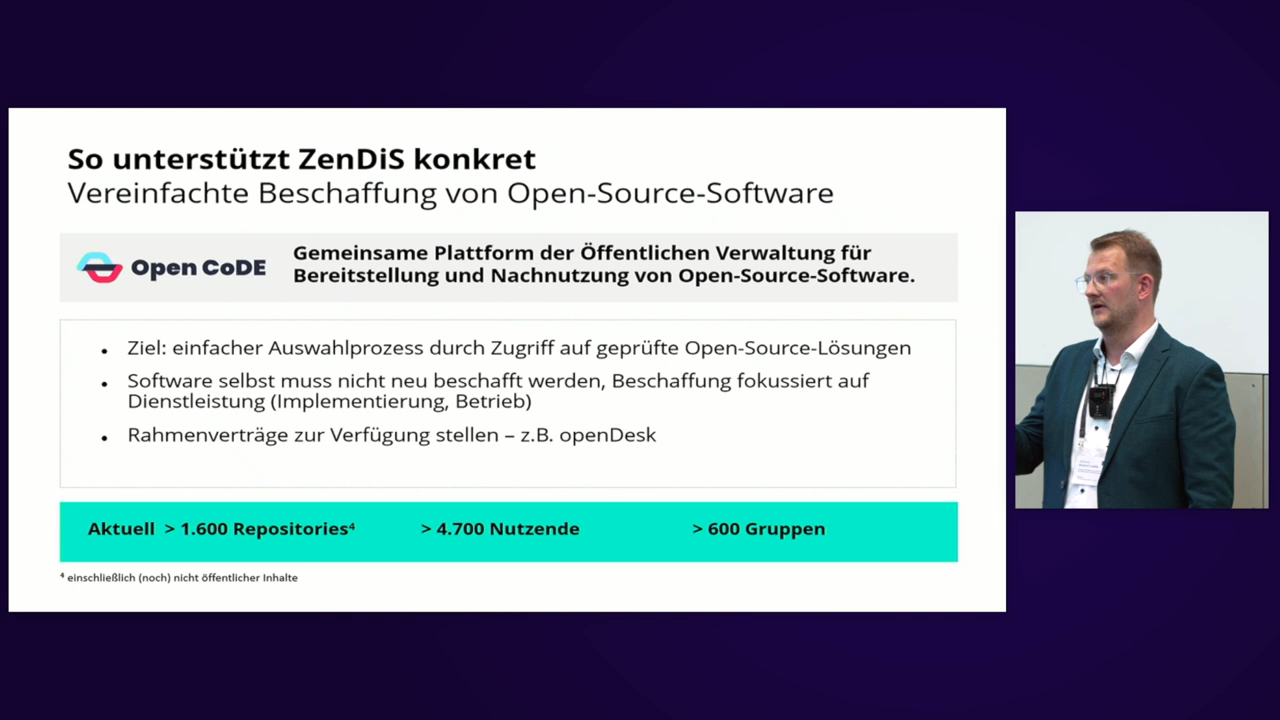 So unterstützt ZenDiS konkret
Vereinfachte Beschaffung von Open-Source-Software
Open CoDE
Gemeinsame Plattform der Öffentlichen Verwaltung für
Bereitstellung und Nachnutzung von Open-Source-Software.
• Ziel: einfacher Auswahlprozess durch Zugriff auf geprüfte Open-Source-Lösungen
• Software selbst muss nicht neu beschafft werden, Beschaffung fokussiert auf
Dienstleistung (Implementierung, Betrieb)
• Rahmenverträge zur Verfügung stellen – z.B. openDesk
Aktuell > 1.600 Repositories⁴ > 4.700 Nutzende > 600 Gruppen
⁴ einschließlich (noch) nicht öffentlicher Inhalte